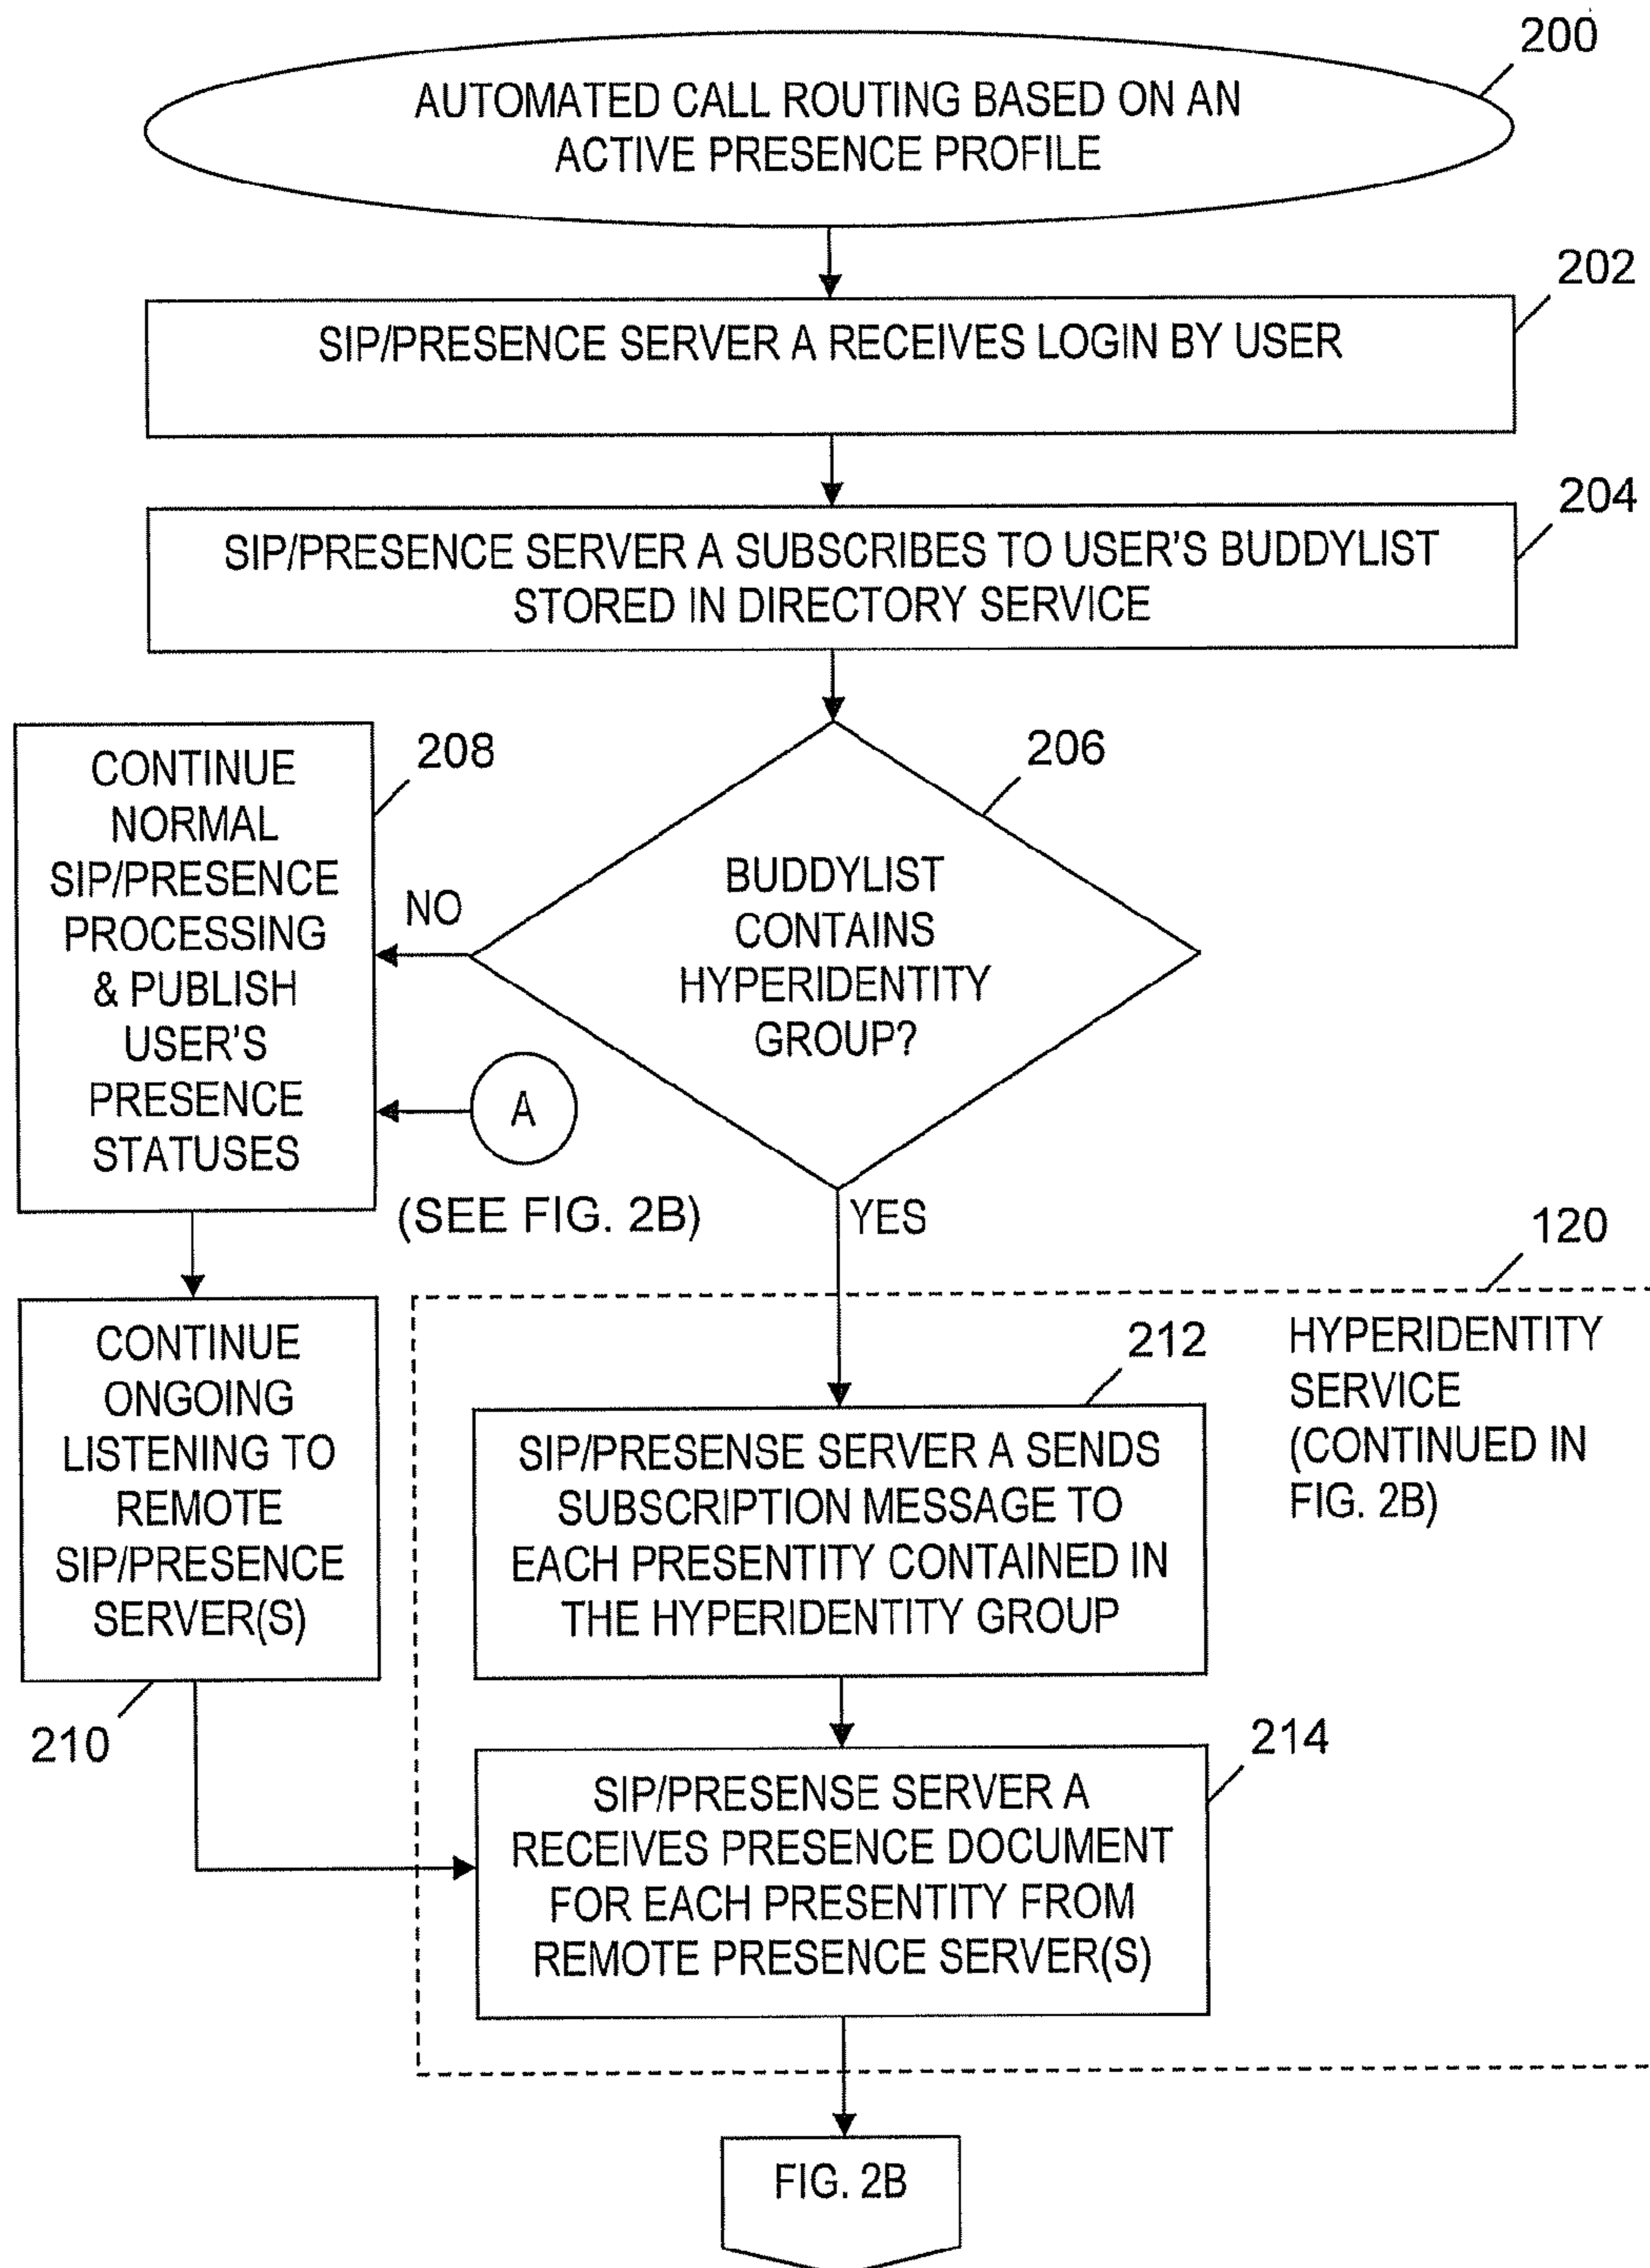 200
AUTOMATED CALL ROUTING BASED ON AN
ACTIVE PRESENCE PROFILE
202
SIP/PRESENCE SERVER A RECEIVES LOGIN BY USER
204
SIP/PRESENCE SERVER A SUBSCRIBES TO USER'S BUDDYLIST
STORED IN DIRECTORY SERVICE
206
BUDDYLIST
CONTAINS
HYPERIDENTITY
GROUP?
NO
208
CONTINUE
NORMAL
SIP/PRESENCE
PROCESSING
& PUBLISH
USER'S
PRESENCE
STATUSES
A
(SEE FIG. 2B)
YES
120
HYPERIDENTITY
SERVICE
(CONTINUED IN
FIG. 2B)
CONTINUE
ONGOING
LISTENING TO
REMOTE
SIP/PRESENCE
SERVER(S)
210
212
SIP/PRESENSE SERVER A SENDS
SUBSCRIPTION MESSAGE TO
EACH PRESENTITY CONTAINED IN
THE HYPERIDENTITY GROUP
214
SIP/PRESENSE SERVER A
RECEIVES PRESENCE DOCUMENT
FOR EACH PRESENTITY FROM
REMOTE PRESENCE SERVER(S)
FIG. 2B